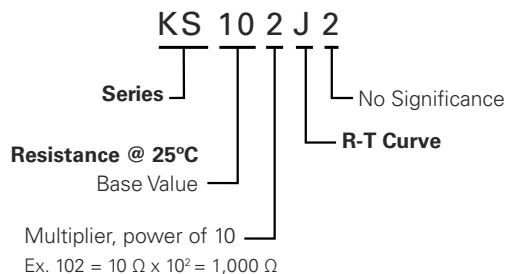 KS 10 2 J 2
Series
No Significance
R-T Curve
Resistance @ 25ºC
Base Value
Multiplier, power of 10
Ex. 102 = 10 Ω x 10² = 1,000 Ω